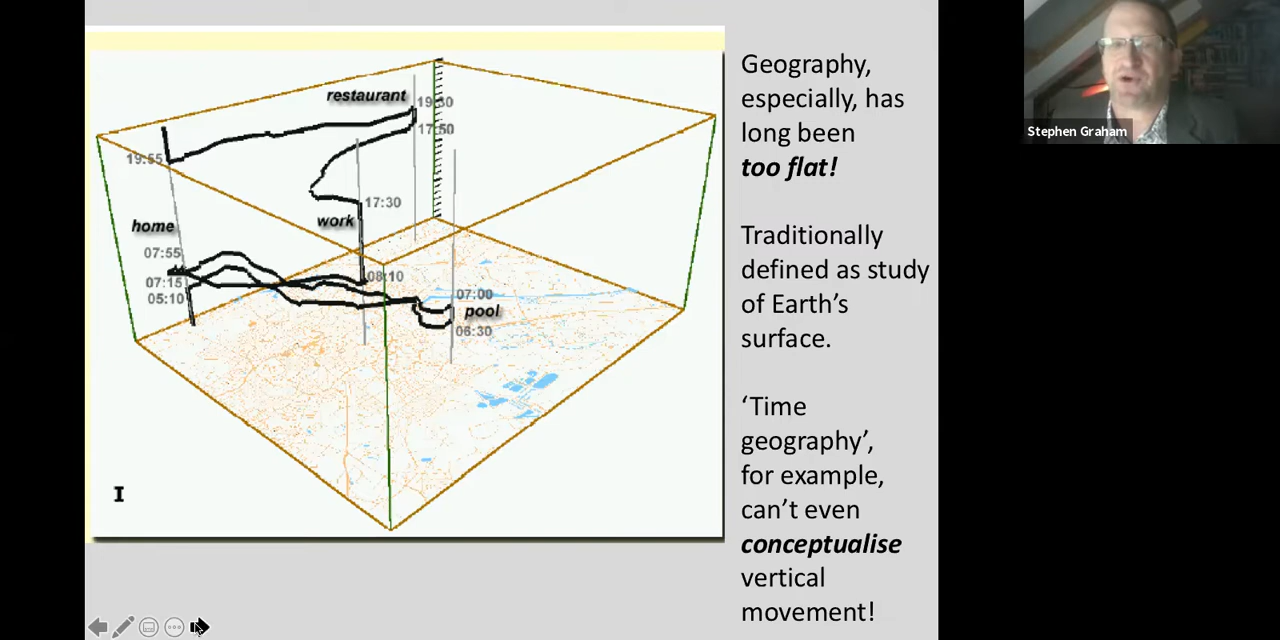 restaurant
19:30
17:50
19:55
17:30
work
home
07:55
08:10
07:15
05:10
07:00
pool
06:30
I
Geography,
especially, has
long been
too flat!
Traditionally
defined as study
of Earth’s
surface.
‘Time
geography’,
for example,
can’t even
conceptualise
vertical
movement!
Stephen Graham